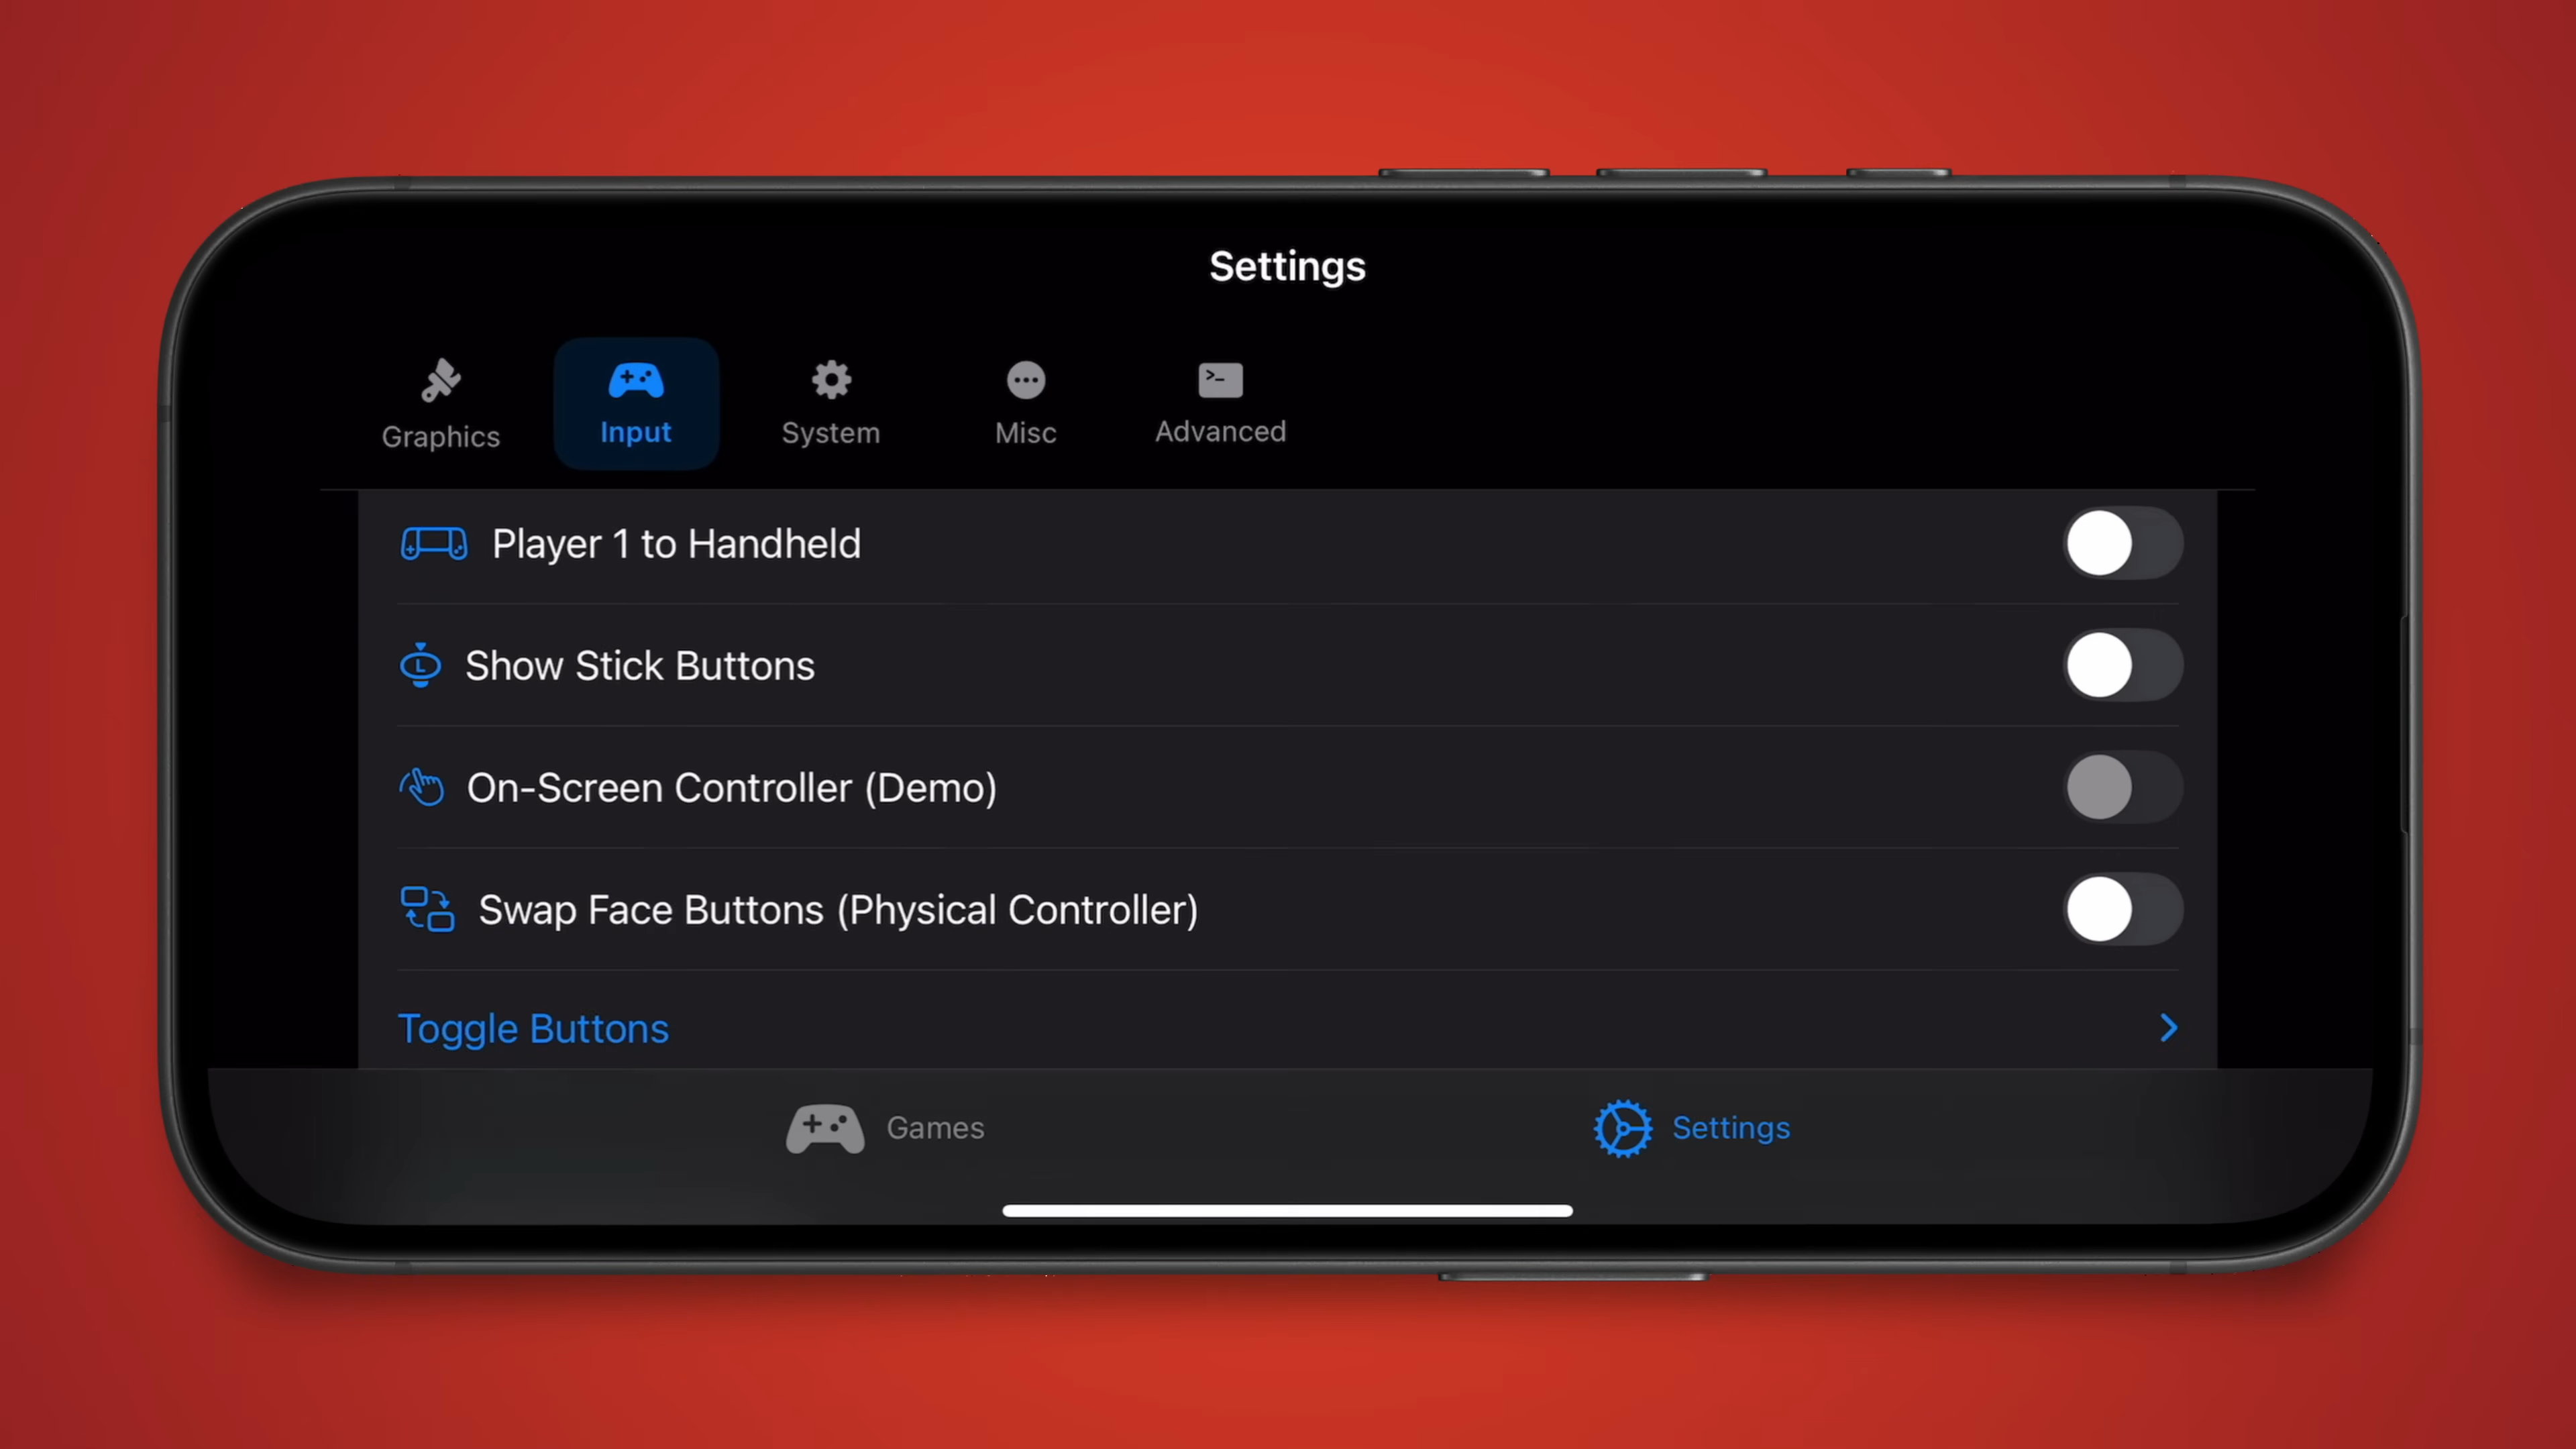 Settings
Graphics
Input
System
Misc
Advanced
Player 1 to Handheld
Show Stick Buttons
On-Screen Controller (Demo)
Swap Face Buttons (Physical Controller)
Toggle Buttons
Games
Settings